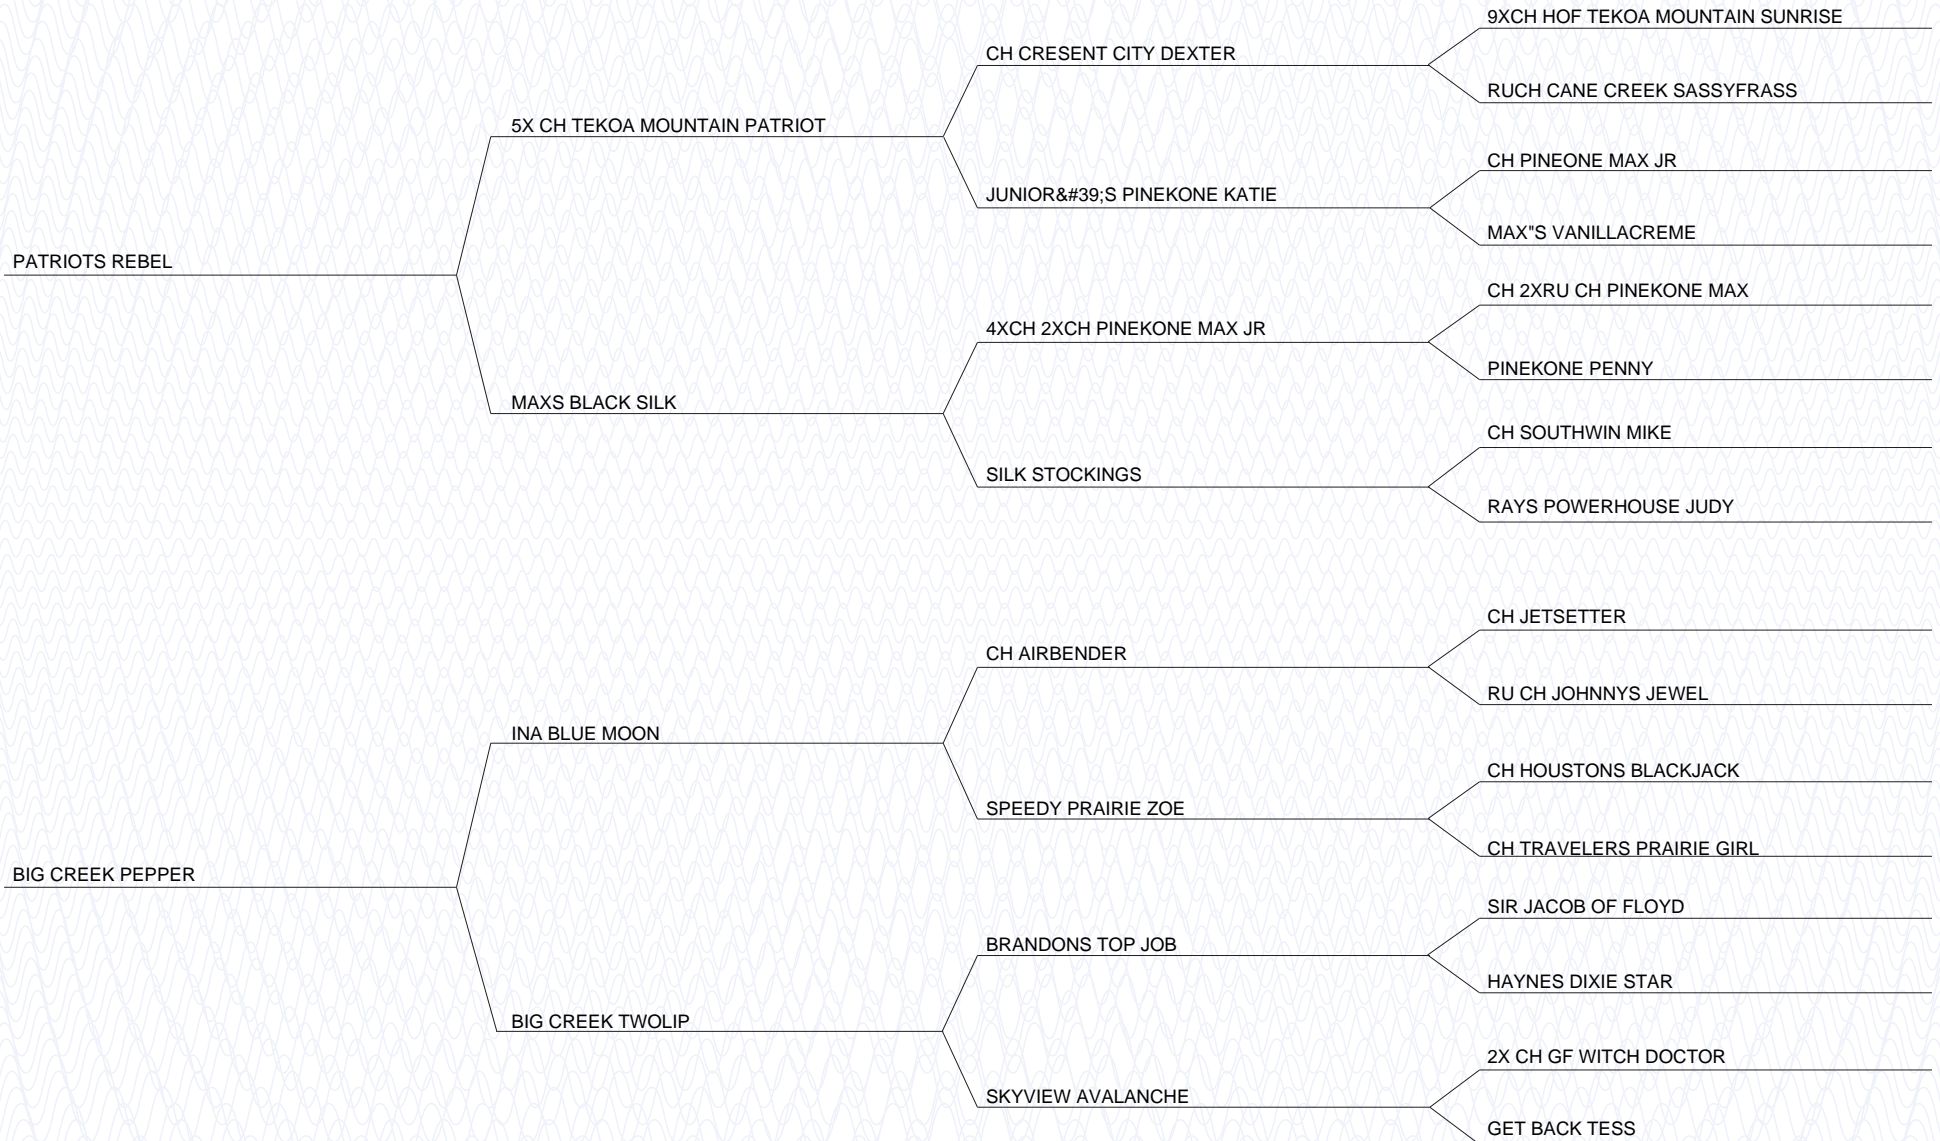 9XCH HOF TEKOA MOUNTAIN SUNRISE
CH CRESENT CITY DEXTER
RUCH CANE CREEK SASSYFRASS
5X CH TEKOA MOUNTAIN PATRIOT
CH PINEONE MAX JR
JUNIOR&#39;S PINEKONE KATIE
MAX"S VANILLACREME
PATRIOTS REBEL
CH 2XRU CH PINEKONE MAX
4XCH 2XCH PINEKONE MAX JR
PINEKONE PENNY
MAXS BLACK SILK
CH SOUTHWIN MIKE
SILK STOCKINGS
RAYS POWERHOUSE JUDY
CH JETSETTER
CH AIRBENDER
RU CH JOHNNYS JEWEL
INA BLUE MOON
CH HOUSTONS BLACKJACK
SPEEDY PRAIRIE ZOE
CH TRAVELERS PRAIRIE GIRL
BIG CREEK PEPPER
SIR JACOB OF FLOYD
BRANDONS TOP JOB
HAYNES DIXIE STAR
BIG CREEK TWOLIP
2X CH GF WITCH DOCTOR
SKYVIEW AVALANCHE
GET BACK TESS